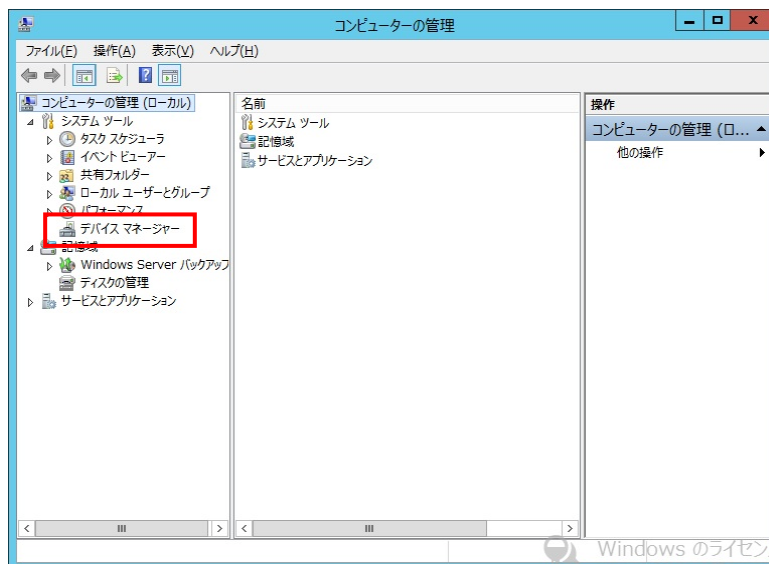 コンピューターの管理
ファイル(F) 操作(A) 表示(V) ヘルプ(H)
コンピューターの管理 (ローカル)
システム ツール
タスク スケジューラ
イベント ビューアー
共有フォルダー
ローカル ユーザーとグループ
パフォーマンス
デバイス マネージャー
記憶域
Windows Server バックアップ
ディスクの管理
サービスとアプリケーション
名前
システム ツール
記憶域
サービスとアプリケーション
操作
コンピューターの管理 (ロ...
他の操作
Windows のライセン